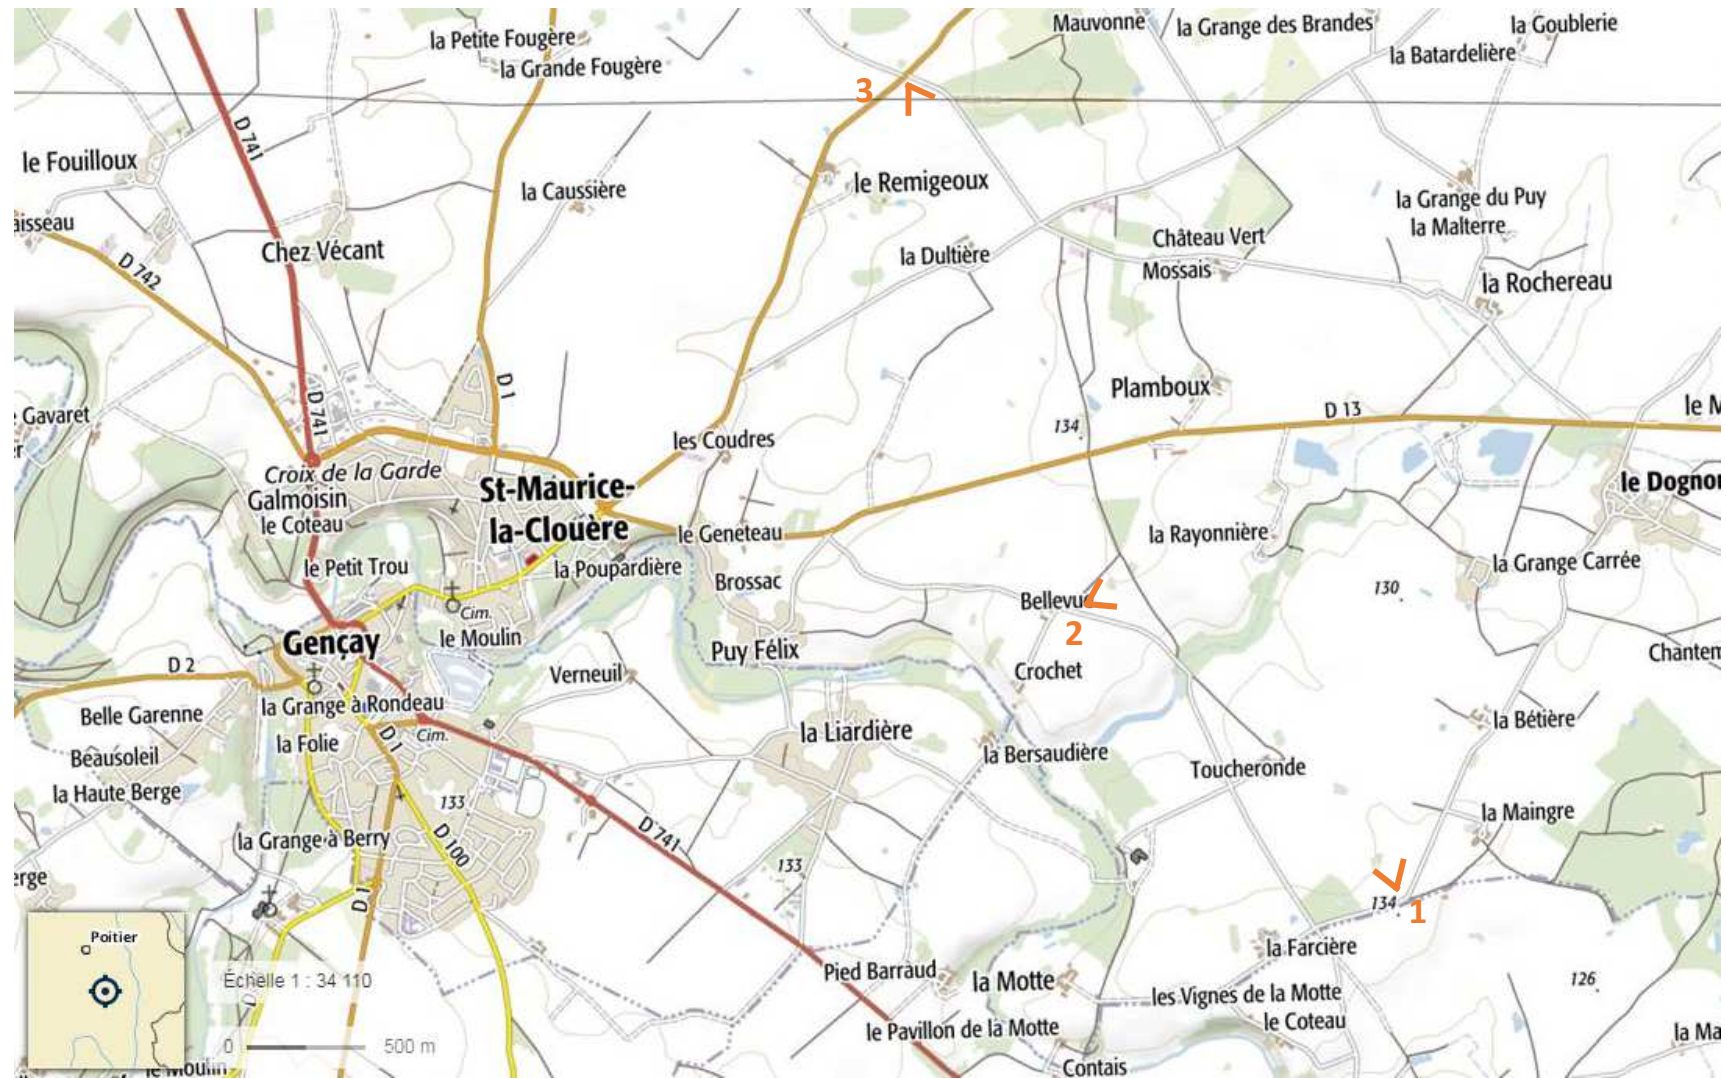 Mauvonne
la Grange des Brandes
la Goublerie
la Petite Fougère
la Batardelière
la Grande Fougère
3
D 741
le Fouilloux
le Remigeoux
la Caussière
la Grange du Puy
la Malterre
aisseau
Chez Vécant
la Dultière
Château Vert
Mossais
D 742
la Rochereau
Plamboux
D 1
D 741
Gavaret
D 13
134
les Coudres
Croix de la Garde
St-Maurice-
la-Clouère
Galmoisin
le Coteau
le Geneteau
la Rayonnière
le Petit Trou
la Poupardière
Brossac
la Grange Carrée
130
Bellevue
Cim.
2
Gençay
le Moulin
Puy Félix
D 2
Verneuil
Crochet
la Grange à Rondeau
Belle Garenne
Cim.
la Liardière
la Bétière
D 1
la Folie
Beausoleil
la Bersaudière
Toucheronde
la Haute Berge
133
la Maingre
la Grange à Berry
D 100
D 741
133
erge
D 1
134
1
Poitier
la Farcière
Échelle 1 : 34 110
Pied Barraud
la Motte
les Vignes de la Motte
126
le Coteau
le Pavillon de la Motte
0
500 m
le Moulin
Contais